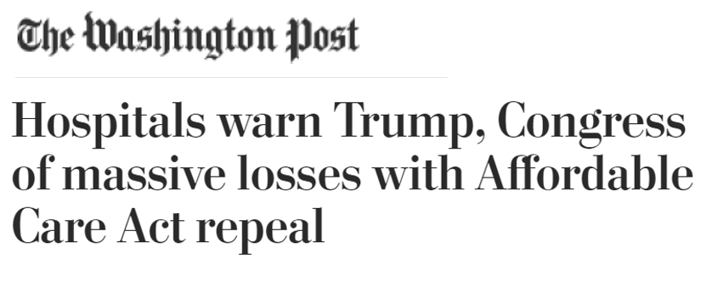 The Washington Post
Hospitals warn Trump, Congress
of massive losses with Affordable
Care Act repeal